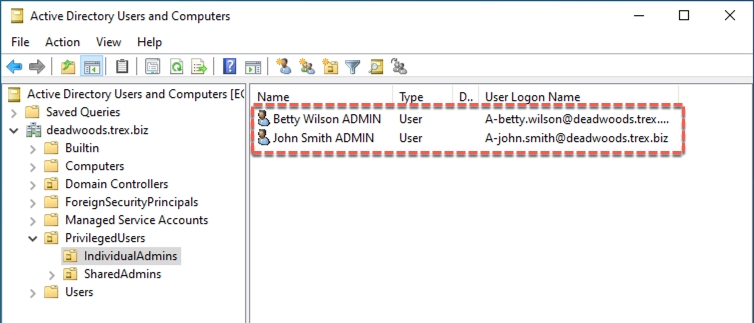 Active Directory Users and Computers
File Action View Help
Active Directory Users and Computers [EC
Saved Queries
deadwoods.trex.biz
Builtin
Computers
Domain Controllers
ForeignSecurityPrincipals
Managed Service Accounts
PrivilegedUsers
IndividualAdmins
SharedAdmins
Users
Name Type D.. User Logon Name
Betty Wilson ADMIN User A-betty.wilson@deadwoods.trex....
John Smith ADMIN User A-john.smith@deadwoods.trex.biz